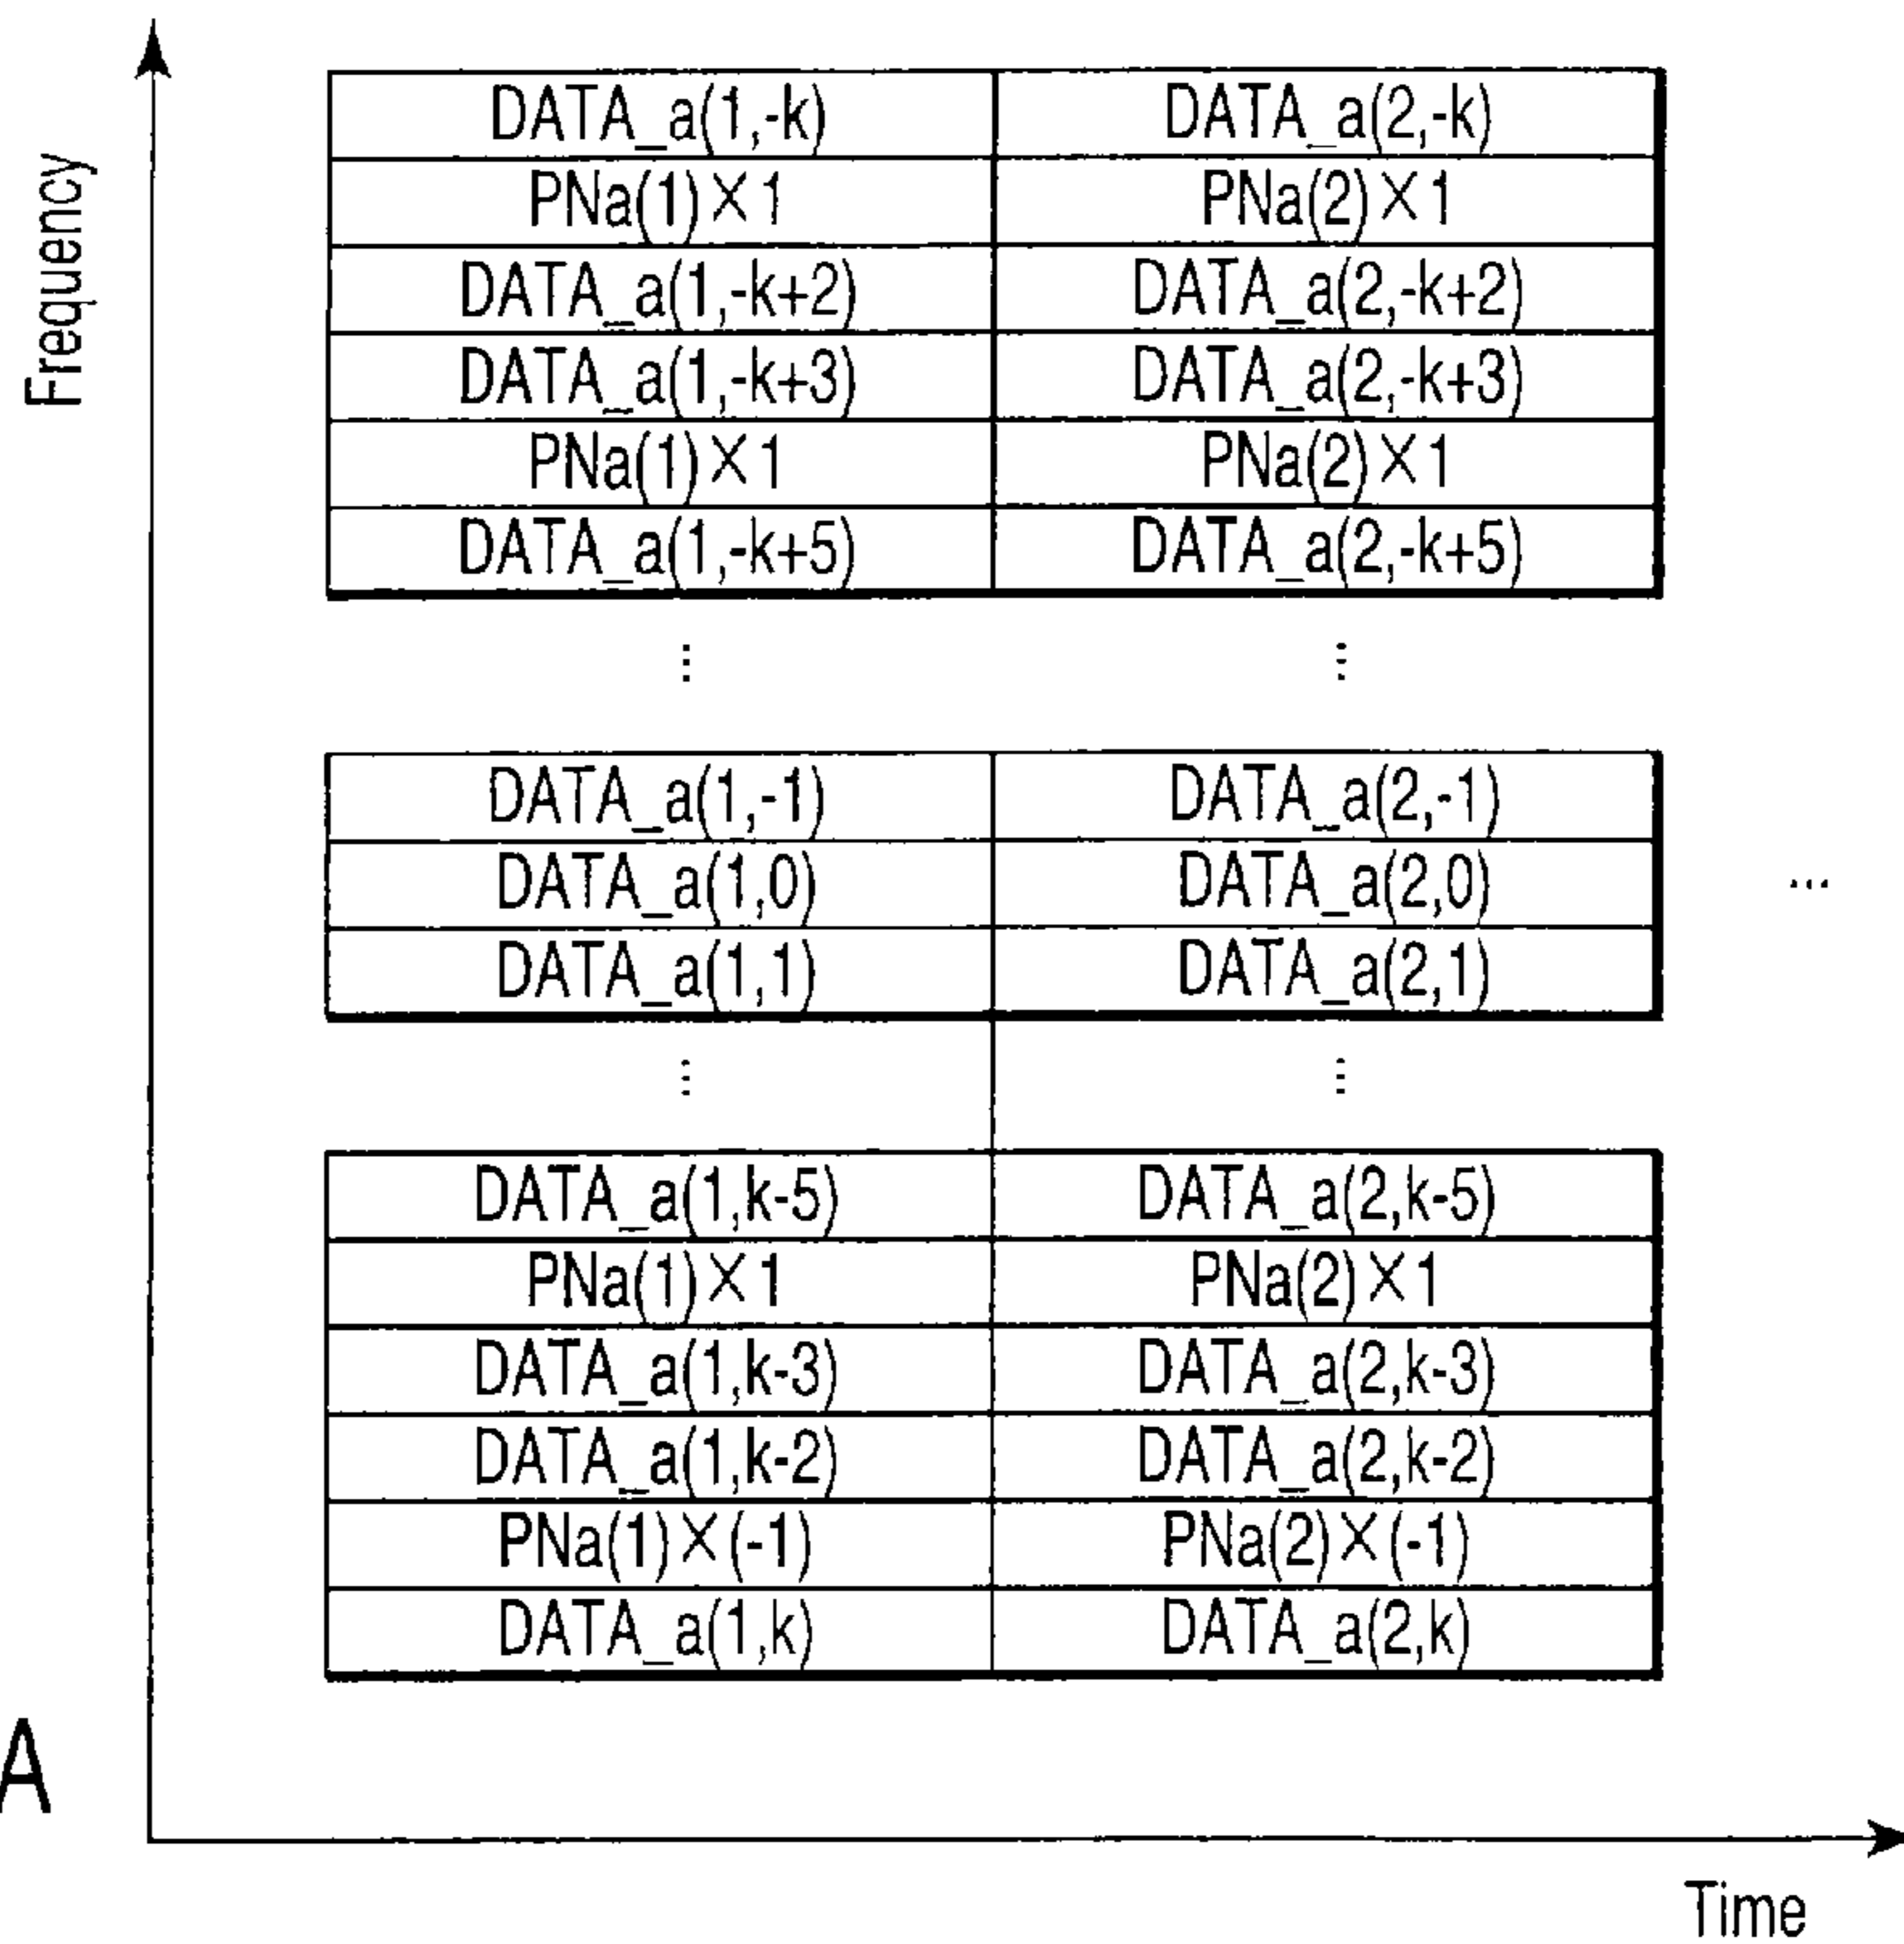 Frequency
DATA_a(1,-k) DATA_a(2,-k)
PNa(1)×1 PNa(2)×1
DATA_a(1,-k+2) DATA_a(2,-k+2)
DATA_a(1,-k+3) DATA_a(2,-k+3)
PNa(1)×1 PNa(2)×1
DATA_a(1,-k+5) DATA_a(2,-k+5)
⋮ ⋮
DATA_a(1,-1) DATA_a(2,-1)
DATA_a(1,0) DATA_a(2,0) ...
DATA_a(1,1) DATA_a(2,1)
⋮ ⋮
DATA_a(1,k-5) DATA_a(2,k-5)
PNa(1)×1 PNa(2)×1
DATA_a(1,k-3) DATA_a(2,k-3)
DATA_a(1,k-2) DATA_a(2,k-2)
PNa(1)×(-1) PNa(2)×(-1)
DATA_a(1,k) DATA_a(2,k)
A
Time